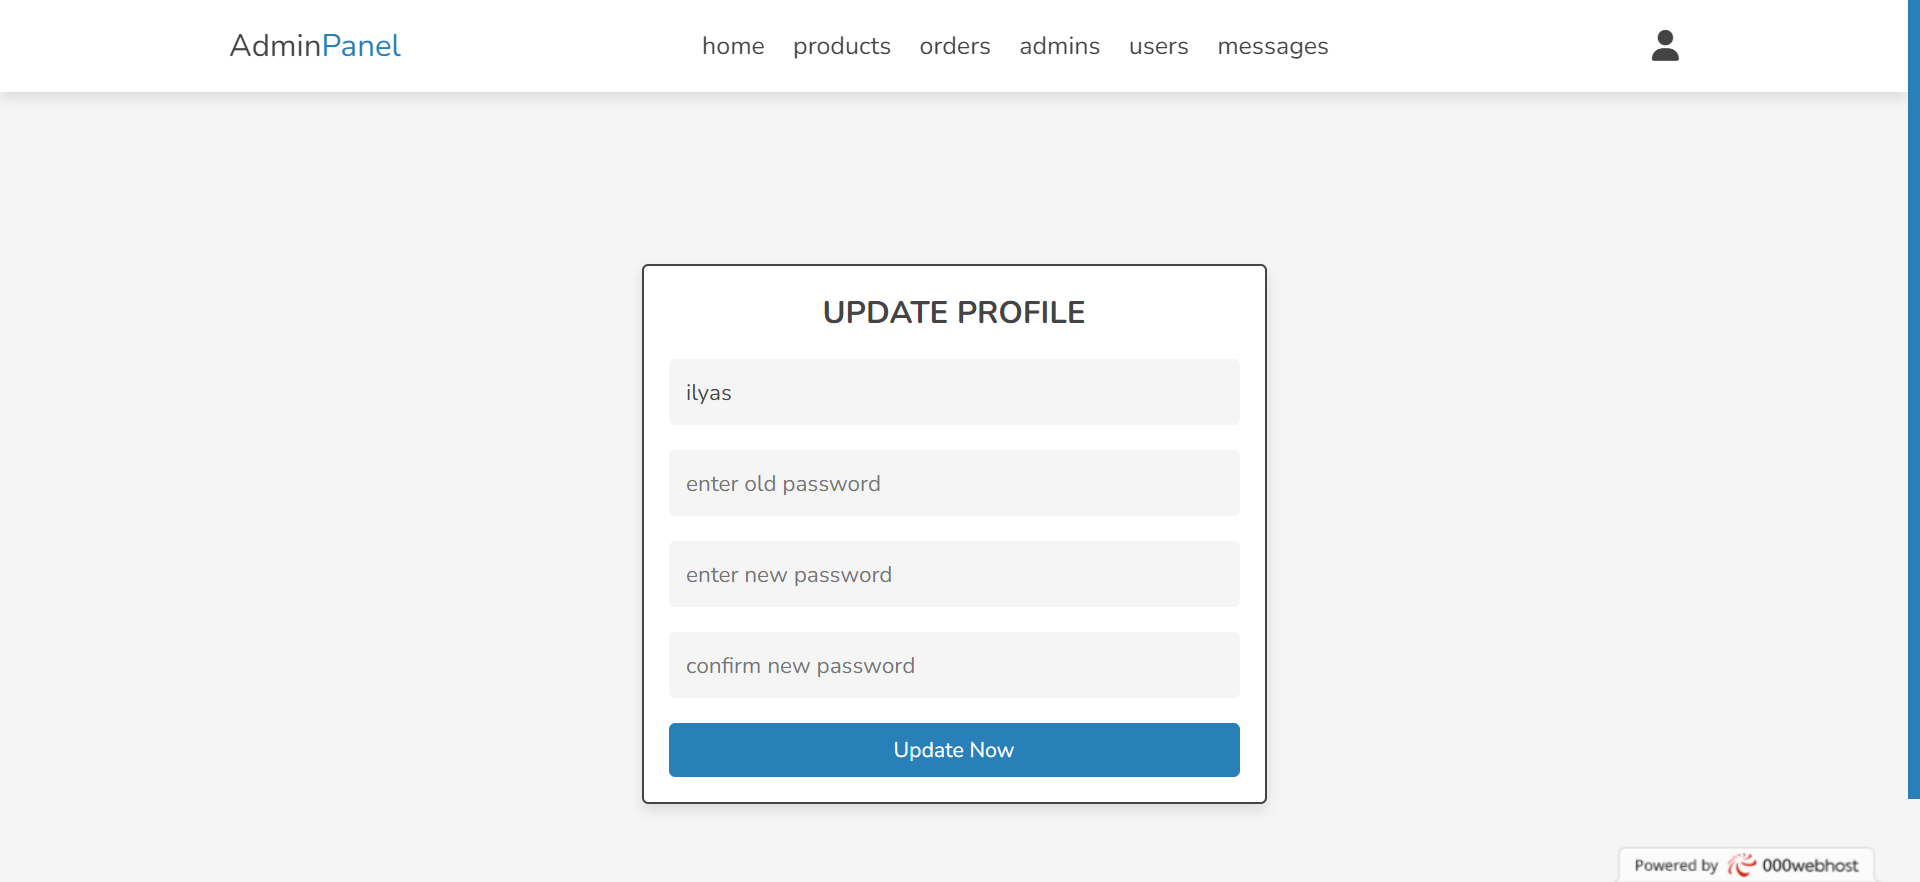 AdminPanel home products orders admins users messages
UPDATE PROFILE
ilyas
enter old password
enter new password
confirm new password
Update Now
Powered by 000webhost